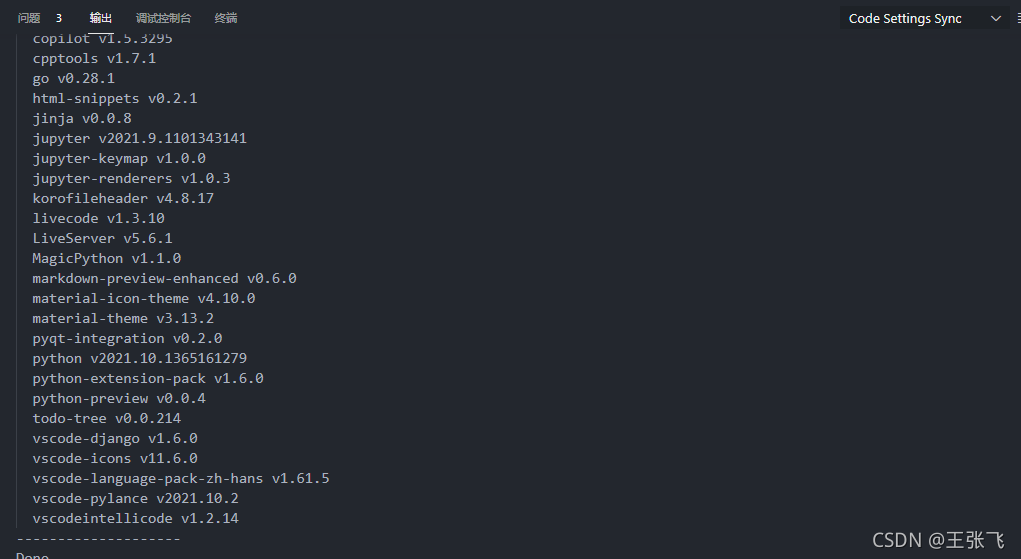 问题 3 输出 调试控制台 终端 Code Settings Sync
copilot v1.5.3295
cpptools v1.7.1
go v0.28.1
html-snippets v0.2.1
jinja v0.0.8
jupyter v2021.9.1101343141
jupyter-keymap v1.0.0
jupyter-renderers v1.0.3
korofileheader v4.8.17
livecode v1.3.10
LiveServer v5.6.1
MagicPython v1.1.0
markdown-preview-enhanced v0.6.0
material-icon-theme v4.10.0
material-theme v3.13.2
pyqt-integration v0.2.0
python v2021.10.1365161279
python-extension-pack v1.6.0
python-preview v0.0.4
todo-tree v0.0.214
vscode-django v1.6.0
vscode-icons v11.6.0
vscode-language-pack-zh-hans v1.61.5
vscode-pylance v2021.10.2
vscodeintellicode v1.2.14
--------------------
Done
CSDN @王张飞